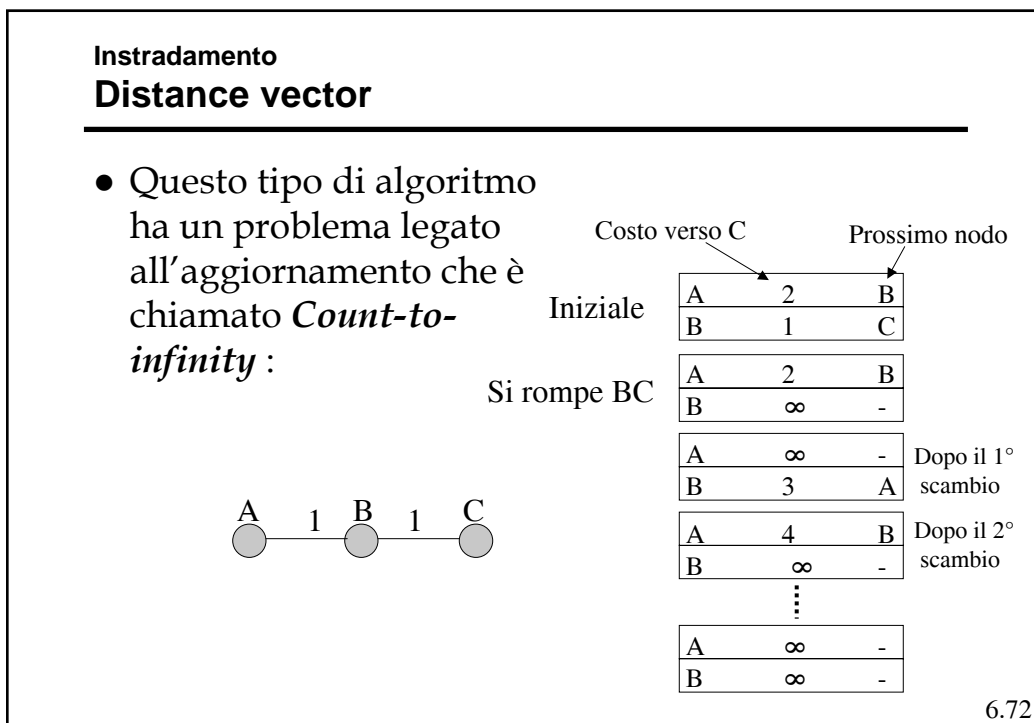 Instradamento
Distance vector
● Questo tipo di algoritmo
ha un problema legato
all'aggiornamento che è
chiamato Count-to-
infinity :
Costo verso C
Prossimo nodo
Iniziale
A 2 B
B 1 C
Si rompe BC
A 2 B
B ∞ -
A ∞ -
B 3 A
Dopo il 1°
scambio
A 4 B
B ∞ -
Dopo il 2°
scambio
A ∞ -
B ∞ -
A 1 B 1 C
6.72